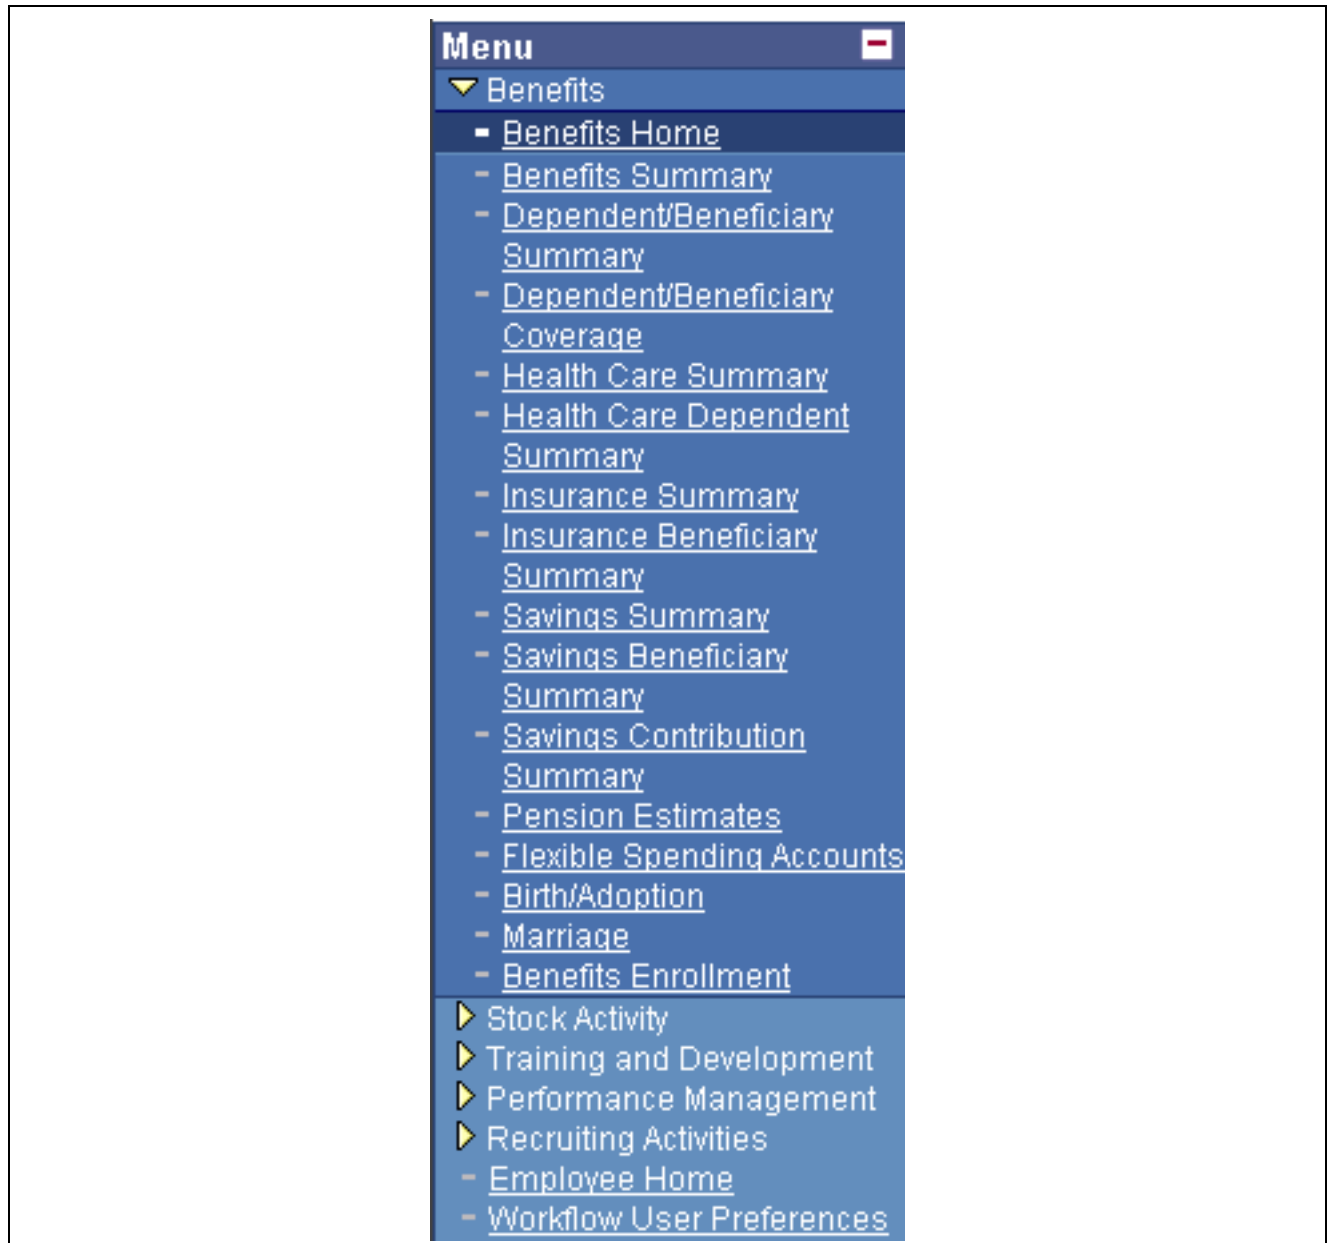 Menu
Benefits
Benefits Home
Benefits Summary
Dependent/Beneficiary
Summary
Dependent/Beneficiary
Coverage
Health Care Summary
Health Care Dependent
Summary
Insurance Summary
Insurance Beneficiary
Summary
Savings Summary
Savings Beneficiary
Summary
Savings Contribution
Summary
Pension Estimates
Flexible Spending Accounts
Birth/Adoption
Marriage
Benefits Enrollment
Stock Activity
Training and Development
Performance Management
Recruiting Activities
Employee Home
Workflow User Preferences